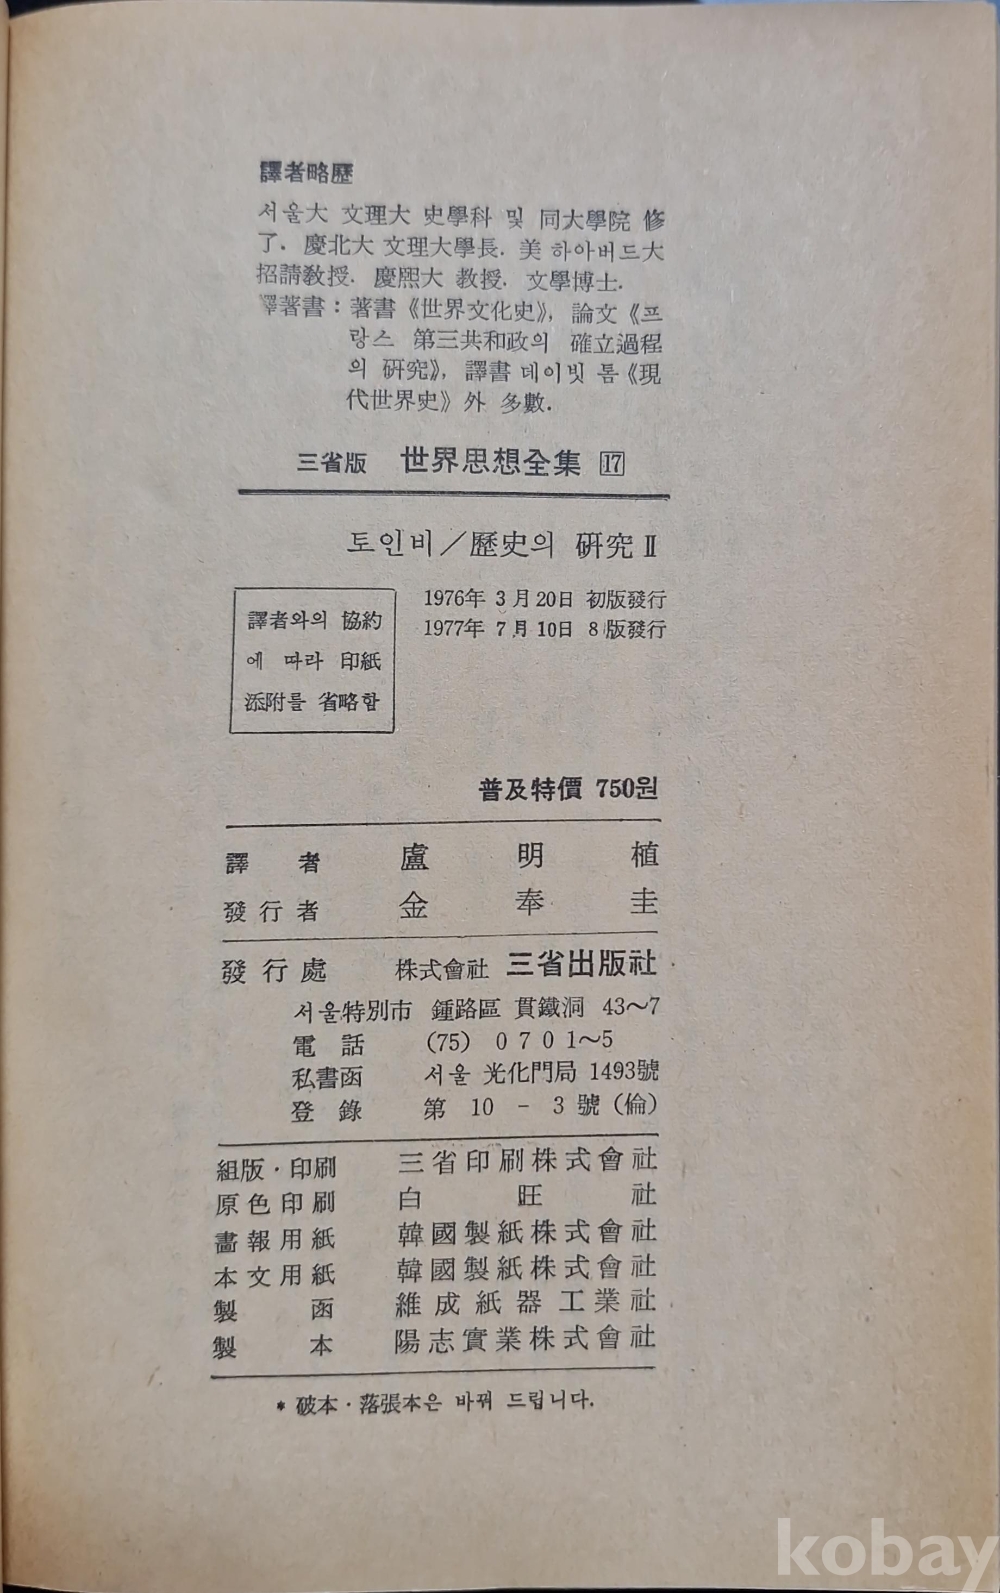 譯者略歷
서울大 文理大 史學科 및 同大學院 修
了. 慶北大 文理大學長. 美 하아버드大
招請敎授. 慶熙大 敎授. 文學博士.
譯著書 : 著書《世界文化史》, 論文《프
랑스 第三共和政의 確立過程
의 硏究》, 譯書 데이빗 톰《現
代世界史》外 多數.
三省版 世界思想全集 17
토인비／歷史의 硏究 Ⅱ
1976年 3月 20日 初版發行
1977年 7月 10日 8版發行
譯者와의 協約
에 따라 印紙
添附를 省略함
普及特價 750원
譯者 盧明植
發行者 金奉圭
發行處 株式會社 三省出版社
서울特別市 鍾路區 貫鐵洞 43～7
電話 (75) 0701～5
私書函 서울 光化門局 1493號
登錄 第 10 - 3號 (倫)
組版·印刷 三省印刷株式會社
原色印刷 白旺社
畵報用紙 韓國製紙株式會社
本文用紙 韓國製紙株式會社
製函 維成紙器工業社
製本 陽志實業株式會社
* 破本·落張本은 바꿔 드립니다.
kobay